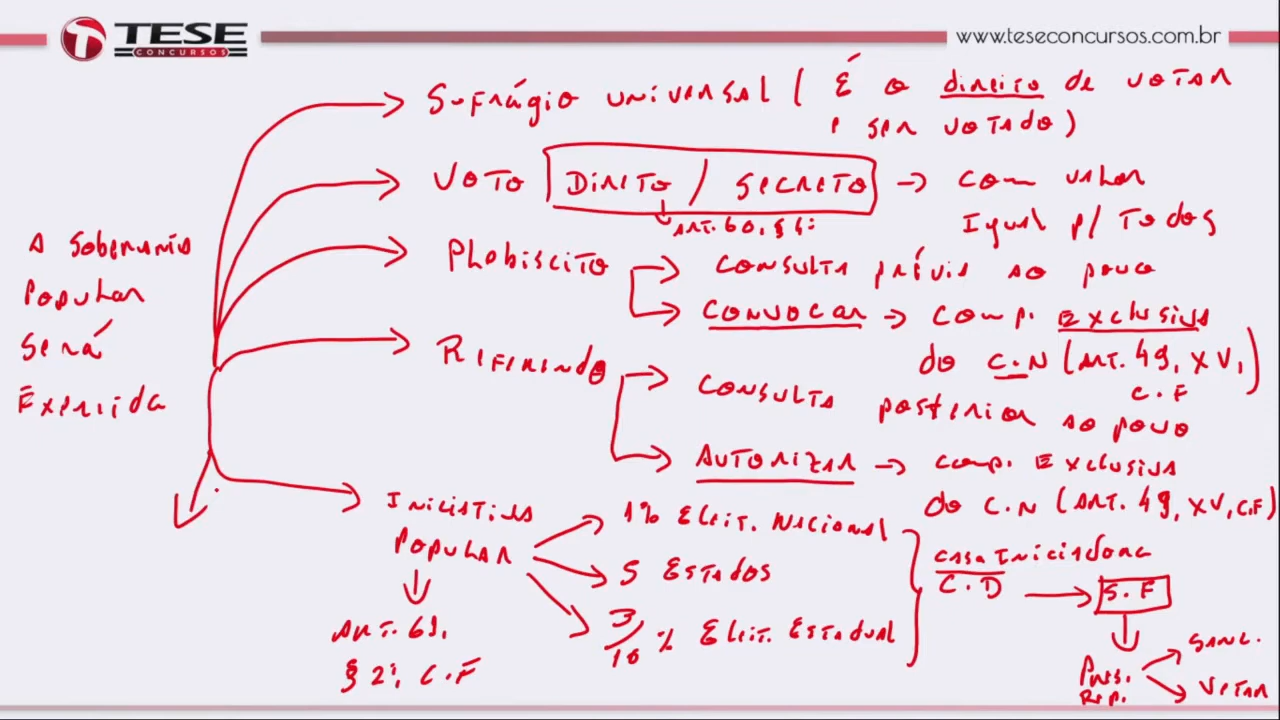 TESE
CONCURSOS
www.teseconcursos.com.br
Sufrágio universal ( É o direito de votar
e ser votado )
Voto Direto / Secreto → com valor
Igual p/ Todos
Art. 60, § 4º
A Soberania
Popular
Será
Exercida
Plebiscito
Consulta prévia ao povo
Convocar → comp. Exclusiva
do C.N (Art. 49, XV,
C.F)
Referendo
Consulta posterior ao povo
Autorizar → comp. Exclusiva
do C.N (Art. 49, XV, C.F)
Iniciativa
Popular
Art. 61,
§ 2º, C.F
1% Eleit. Nacional
5 Estados
3/10 % Eleit. Estadual
Casa Iniciadora
C.D → S.F
Pres.
Rep.
Sanc.
Vetar